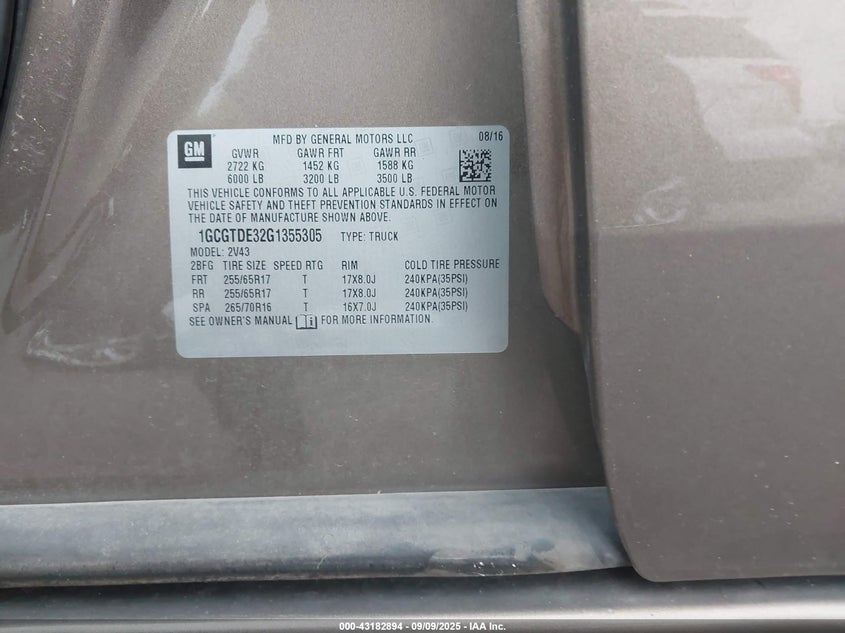 GM
MFD BY GENERAL MOTORS LLC 08/16
GVWR GAWR FRT GAWR RR
2722 KG 1452 KG 1588 KG
6000 LB 3200 LB 3500 LB
THIS VEHICLE CONFORMS TO ALL APPLICABLE U.S. FEDERAL MOTOR
VEHICLE SAFETY AND THEFT PREVENTION STANDARDS IN EFFECT ON
THE DATE OF MANUFACTURE SHOWN ABOVE.
1GCGTDE32G1355305 TYPE: TRUCK
MODEL: 2V43
2BFG TIRE SIZE SPEED RTG RIM COLD TIRE PRESSURE
FRT 255/65R17 T 17X8.0J 240KPA(35PSI)
RR 255/65R17 T 17X8.0J 240KPA(35PSI)
SPA 265/70R16 T 16X7.0J 240KPA(35PSI)
SEE OWNER'S MANUAL i FOR MORE INFORMATION.
000-43182894 - 09/09/2025 - IAA Inc.